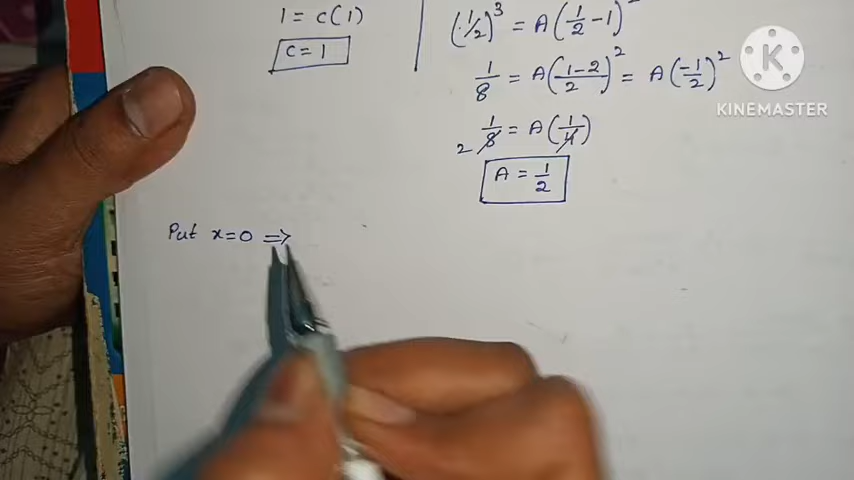 1 = c(1)
c = 1
(1/2)^3 = A(1/2 - 1)^2
1/8 = A((1-2)/2)^2 = A(-1/2)^2
2 1/8 = A(1/4)
A = 1/2
Put x=0 =>
KINEMASTER